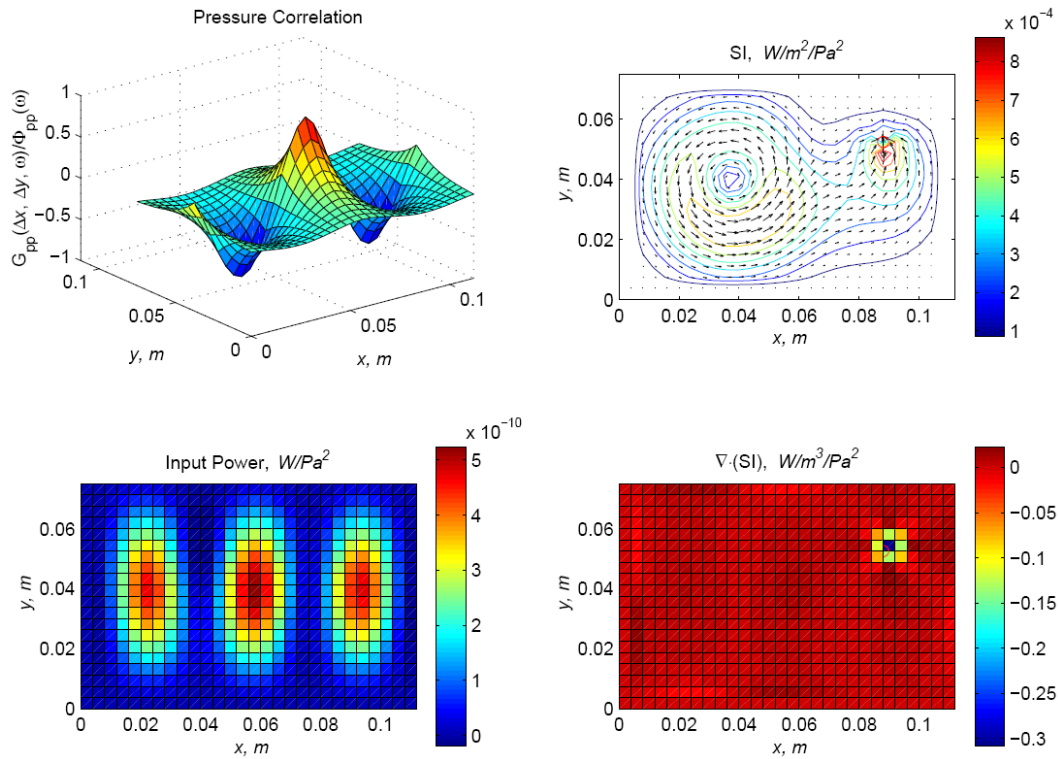 Pressure Correlation
G_pp(Δx, Δy, ω)/Φ_pp(ω)
1
0.5
0
−0.5
−1
0.1
0.05
0
y, m
0
0.05
0.1
x, m
SI, W/m²/Pa²
x 10⁻⁴
8
7
6
5
4
3
2
1
0.06
0.04
0.02
0
y, m
0 0.02 0.04 0.06 0.08 0.1
x, m
Input Power, W/Pa²
x 10⁻¹⁰
5
4
3
2
1
0
0.06
0.04
0.02
0
y, m
0 0.02 0.04 0.06 0.08 0.1
x, m
∇·(SI), W/m³/Pa²
0
−0.05
−0.1
−0.15
−0.2
−0.25
−0.3
0.06
0.04
0.02
0
y, m
0 0.02 0.04 0.06 0.08 0.1
x, m